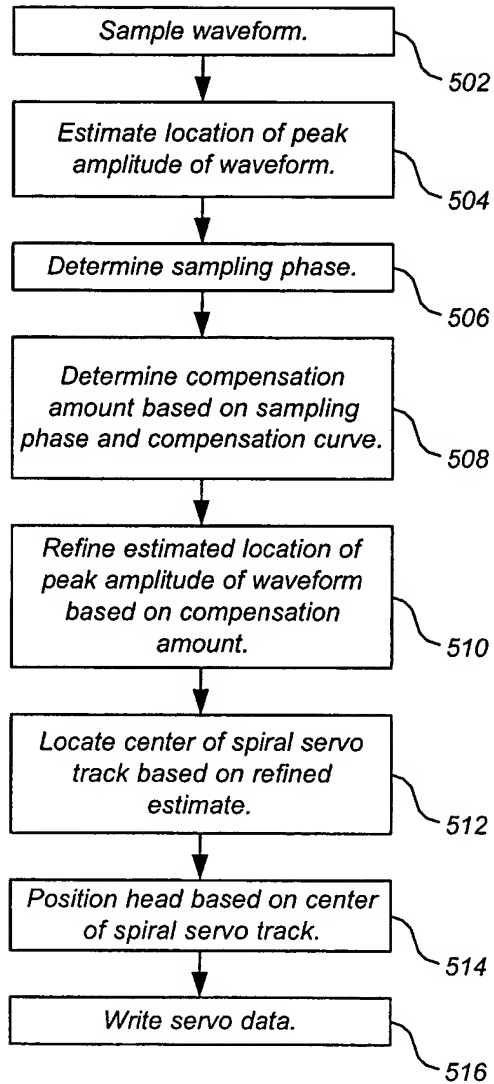 Sample waveform.
502
Estimate location of peak
amplitude of waveform.
504
Determine sampling phase.
506
Determine compensation
amount based on sampling
phase and compensation curve.
508
Refine estimated location of
peak amplitude of waveform
based on compensation
amount.
510
Locate center of spiral servo
track based on refined
estimate.
512
Position head based on center
of spiral servo track.
514
Write servo data.
516